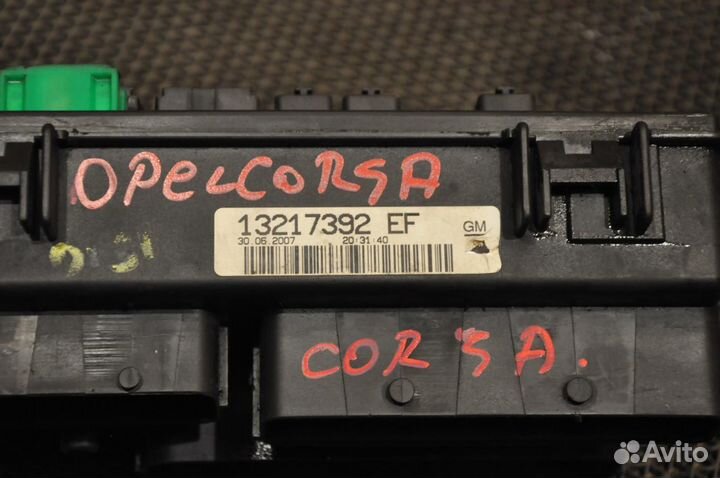 OPELCORSA
13217392 EF
GM
30.06.2007 20:31:40
CORSA.
Avito